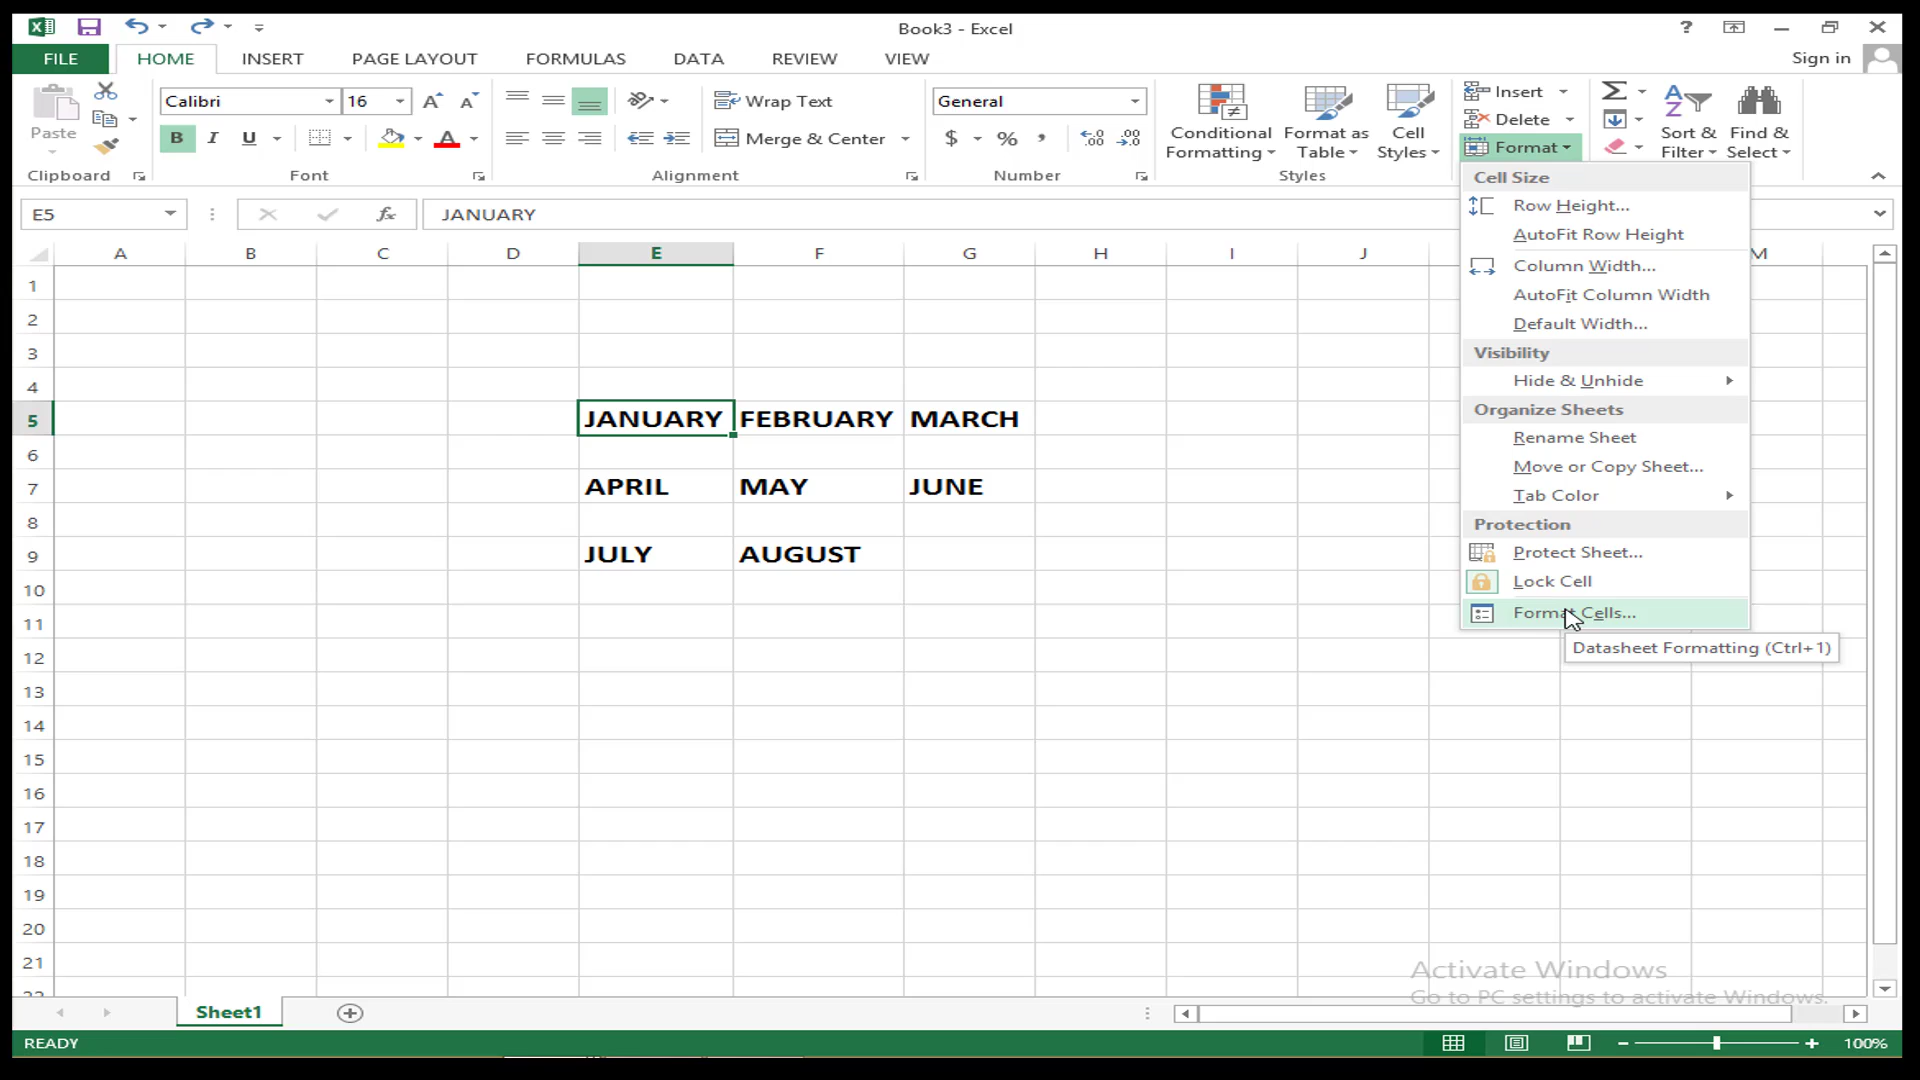 Book3 - Excel
?
FILE HOME INSERT PAGE LAYOUT FORMULAS DATA REVIEW VIEW Sign in
Paste
Clipboard
Calibri 16
B I U
Font
Wrap Text
Merge & Center
Alignment
General
$ % ,
Number
Conditional Formatting
Format as Table
Cell Styles
Styles
Insert
Delete
Format
Sort & Filter
Find & Select
E5
fx JANUARY
A B C D E F G H I J M
1
2
3
4
5 JANUARY FEBRUARY MARCH
6
7 APRIL MAY JUNE
8
9 JULY AUGUST
10
11
12
13
14
15
16
17
18
19
20
21
22
Cell Size
Row Height...
AutoFit Row Height
Column Width...
AutoFit Column Width
Default Width...
Visibility
Hide & Unhide
Organize Sheets
Rename Sheet
Move or Copy Sheet...
Tab Color
Protection
Protect Sheet...
Lock Cell
Format Cells...
Datasheet Formatting (Ctrl+1)
Activate Windows
Go to PC settings to activate Windows.
Sheet1
READY
100%